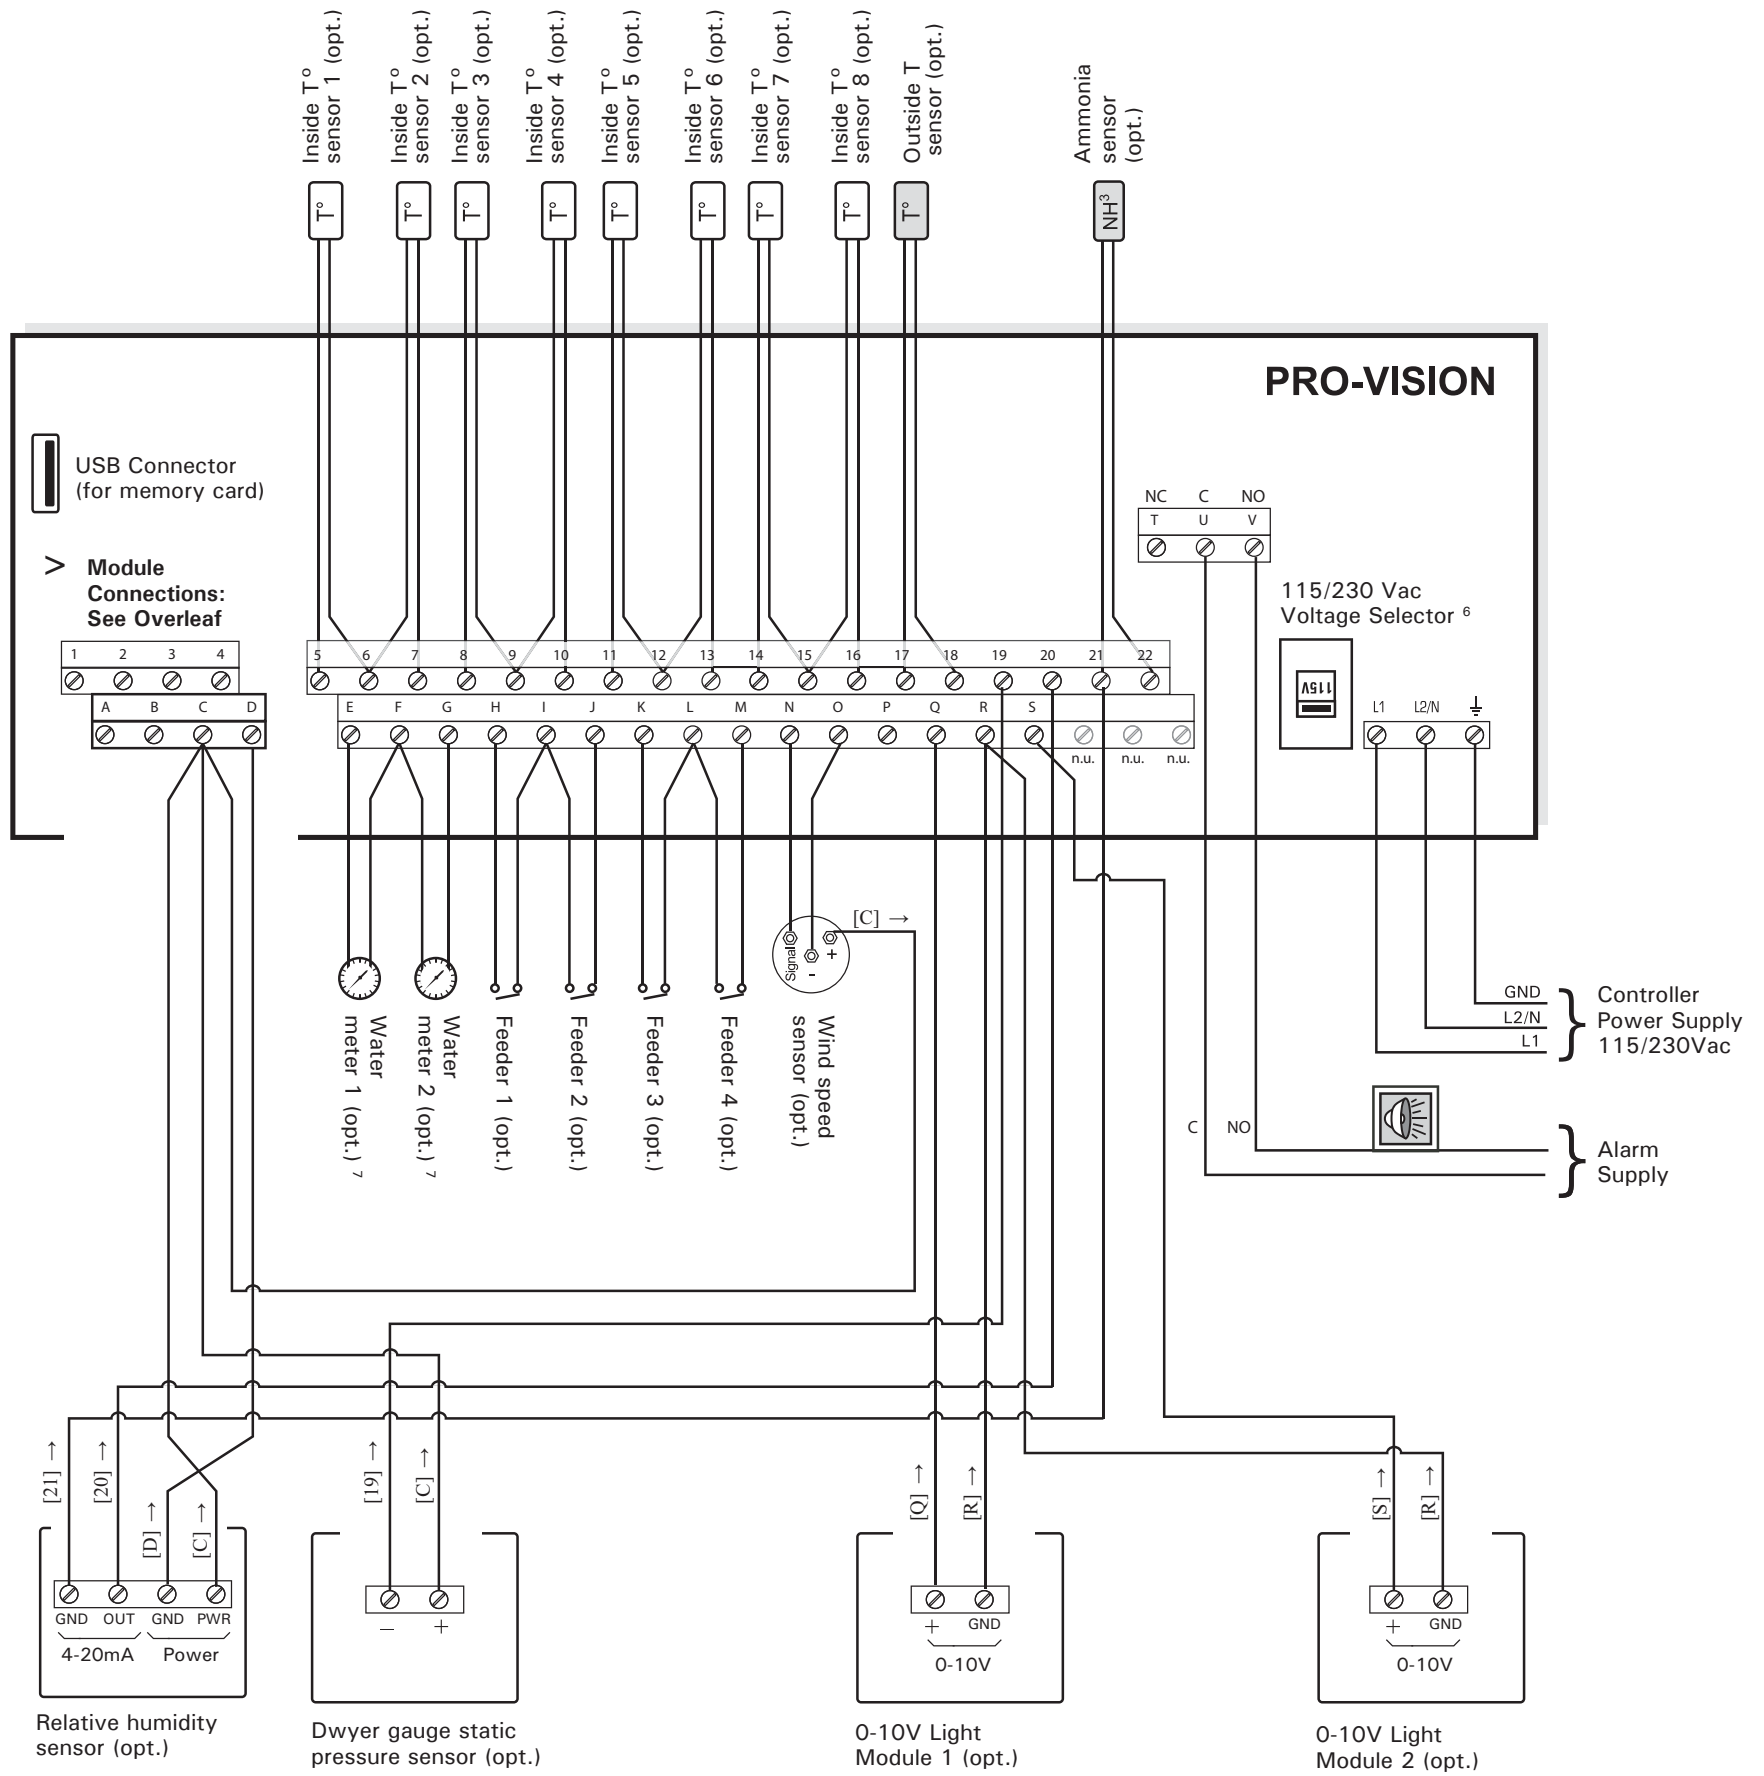 Inside T°
sensor 1 (opt.)
Inside T°
sensor 2 (opt.)
Inside T°
sensor 3 (opt.)
Inside T°
sensor 4 (opt.)
Inside T°
sensor 5 (opt.)
Inside T°
sensor 6 (opt.)
Inside T°
sensor 7 (opt.)
Inside T°
sensor 8 (opt.)
Outside T
sensor (opt.)
Ammonia
sensor
(opt.)
T° T° T° T° T° T° T° T° T° NH³
PRO-VISION
USB Connector
(for memory card)
> Module
Connections:
See Overleaf
NC C NO
T U V
115/230 Vac
Voltage Selector 6
115V
1 2 3 4
5 6 7 8 9 10 11 12 13 14 15 16 17 18 19 20 21 22
A B C D
E F G H I J K L M N O P Q R S
n.u. n.u. n.u.
L1 L2/N
[C] →
Signal - +
Water
meter 1 (opt.) 7
Water
meter 2 (opt.) 7
Feeder 1 (opt.)
Feeder 2 (opt.)
Feeder 3 (opt.)
Feeder 4 (opt.)
Wind speed
sensor (opt.)
GND
L2/N
L1
Controller
Power Supply
115/230Vac
C NO
Alarm
Supply
[21] →
[20] →
[D] →
[C] →
[19] →
[C] →
[Q] →
[R] →
[S] →
[R] →
GND OUT GND PWR
4-20mA Power
Relative humidity
sensor (opt.)
− +
Dwyer gauge static
pressure sensor (opt.)
+ GND
0-10V
0-10V Light
Module 1 (opt.)
+ GND
0-10V
0-10V Light
Module 2 (opt.)